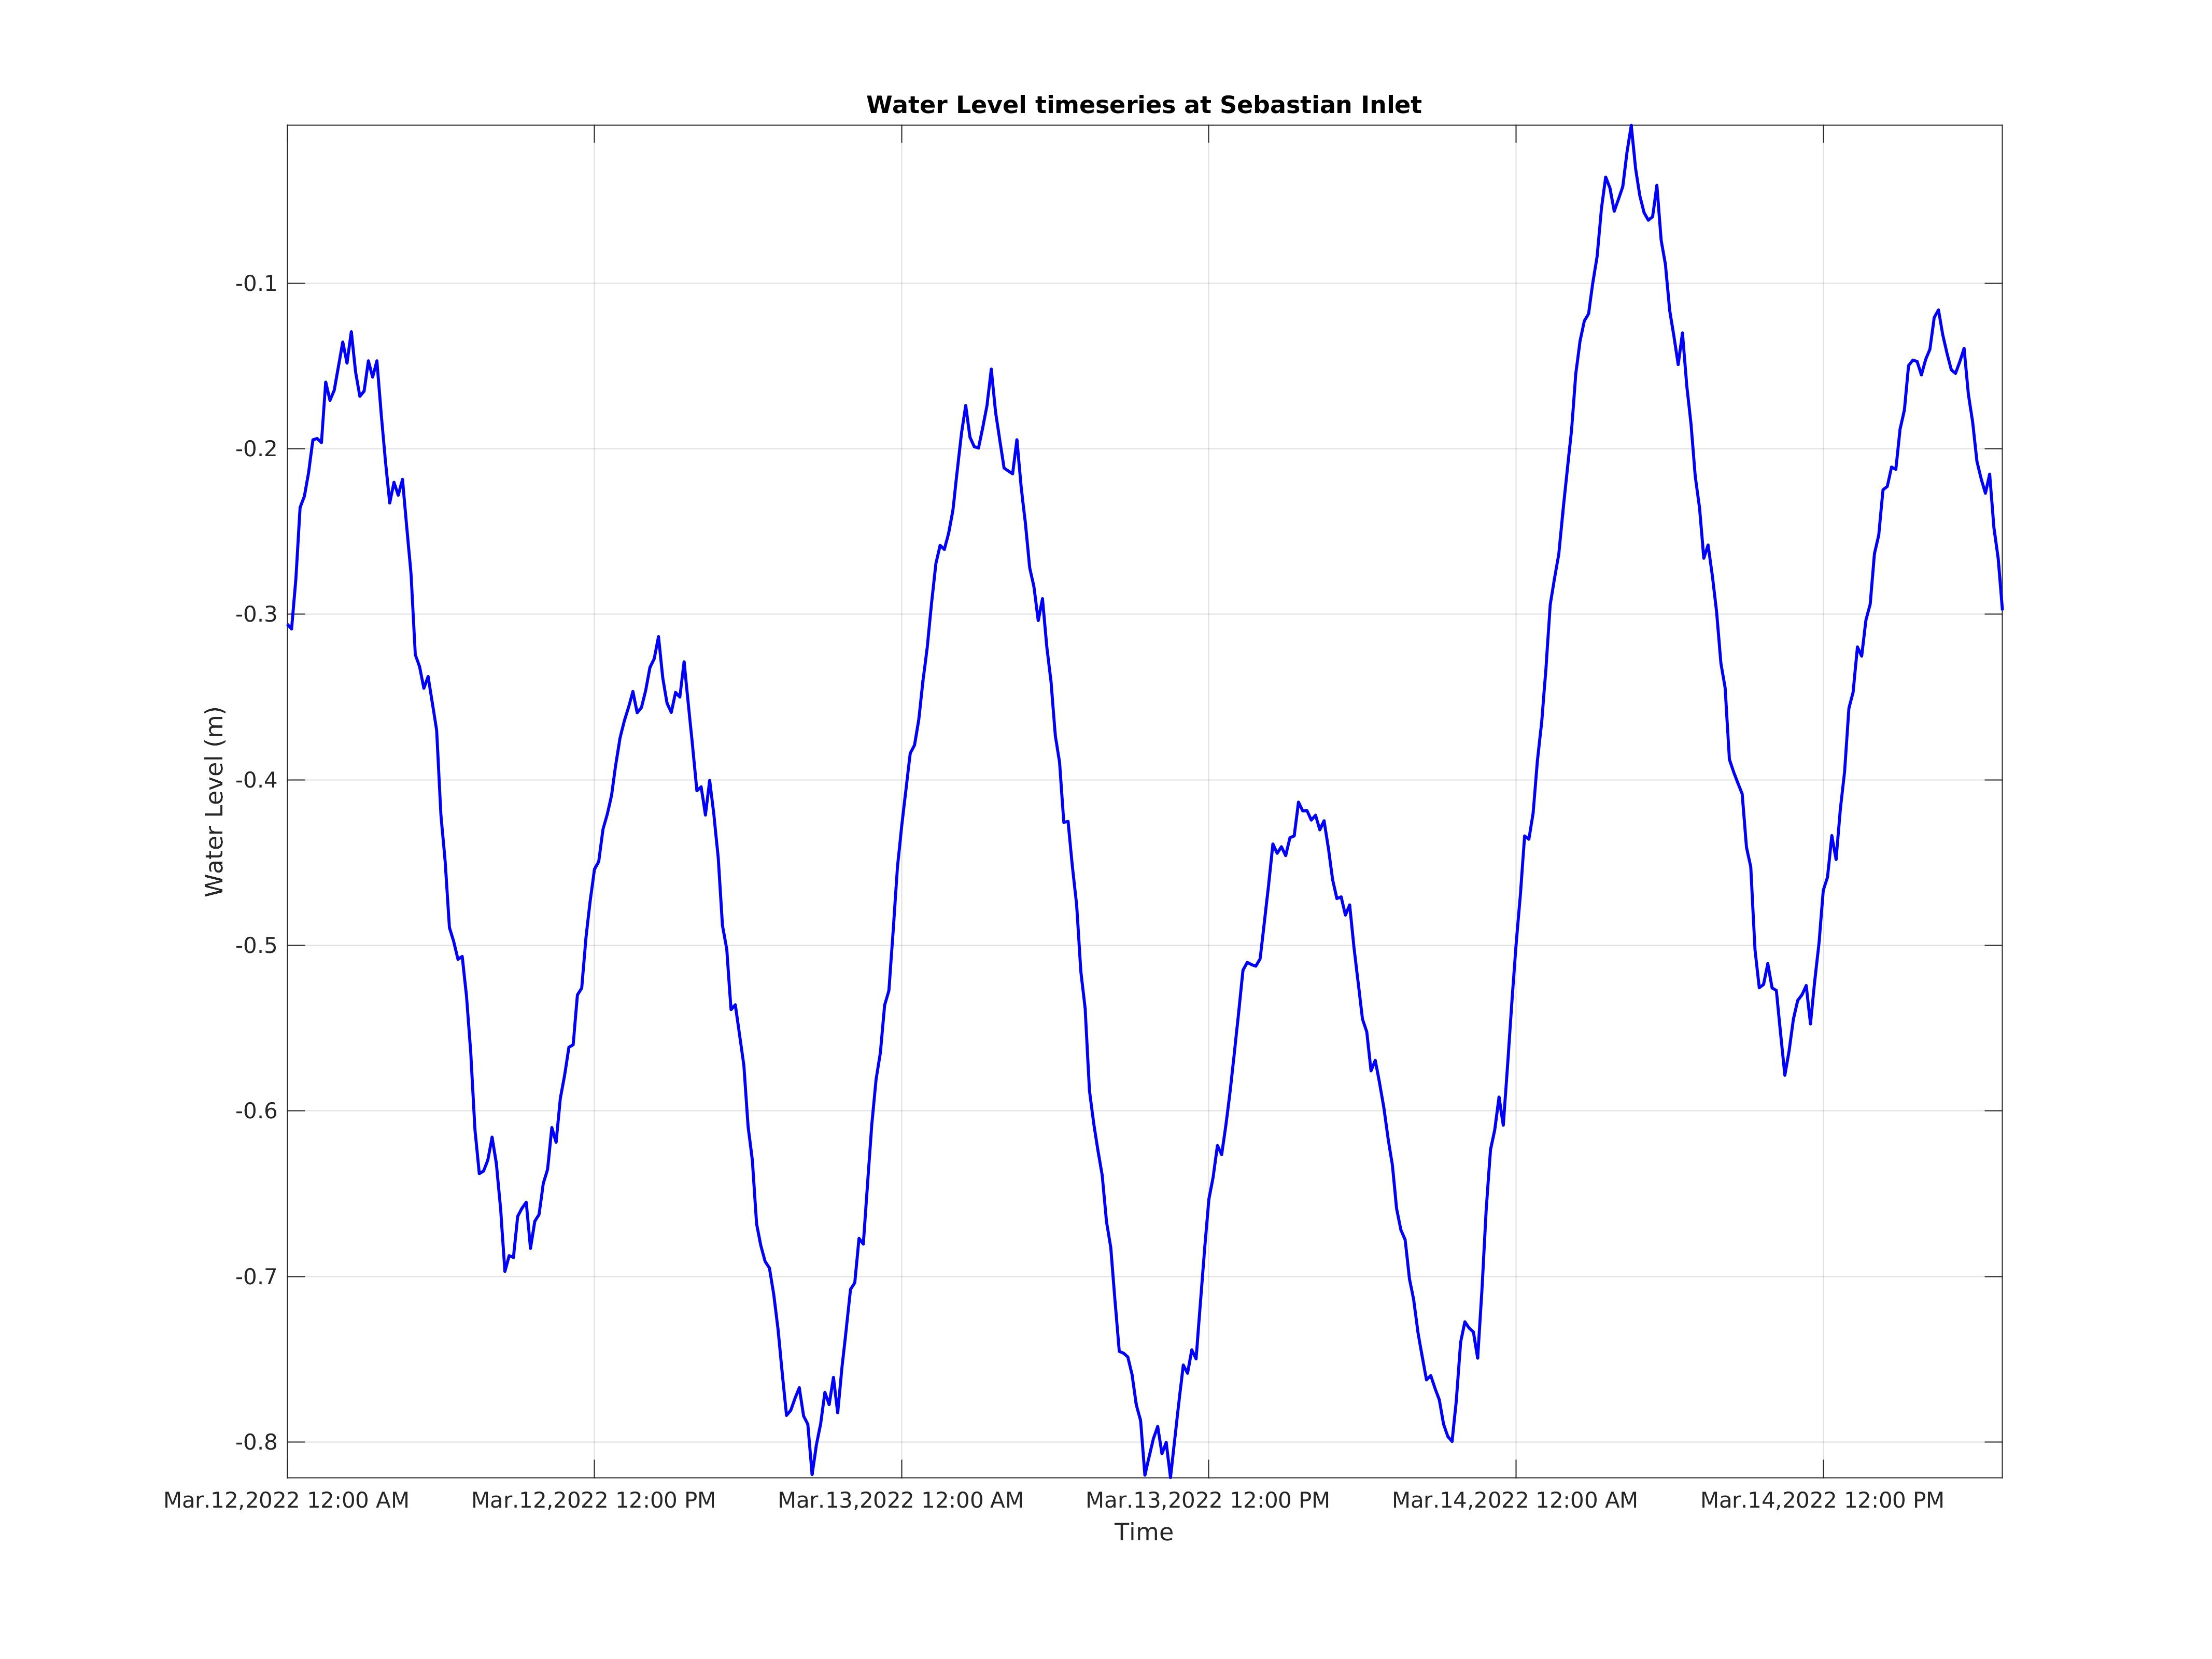 Water Level timeseries at Sebastian Inlet
-0.1
-0.2
-0.3
-0.4
-0.5
-0.6
-0.7
-0.8
Water Level (m)
Mar.12,2022 12:00 AM
Mar.12,2022 12:00 PM
Mar.13,2022 12:00 AM
Mar.13,2022 12:00 PM
Mar.14,2022 12:00 AM
Mar.14,2022 12:00 PM
Time